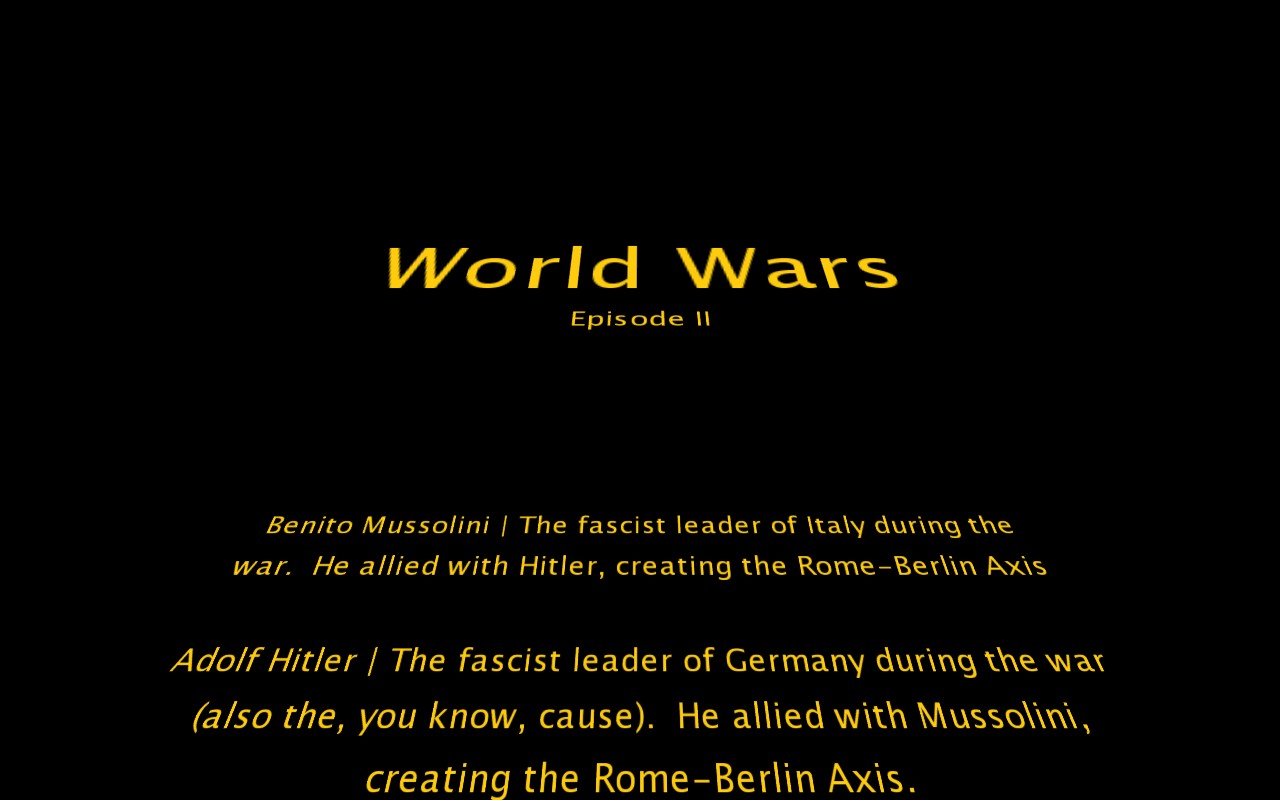 World Wars
Episode II
Benito Mussolini | The fascist leader of Italy during the
war.  He allied with Hitler, creating the Rome-Berlin Axis
Adolf Hitler | The fascist leader of Germany during the war
(also the, you know, cause).  He allied with Mussolini,
creating the Rome-Berlin Axis.